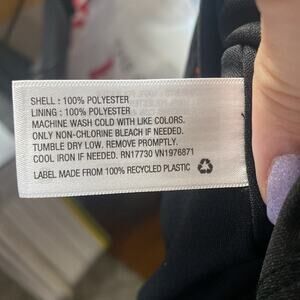 SHELL : 100% POLYESTER
LINING : 100% POLYESTER
MACHINE WASH COLD WITH LIKE COLORS.
ONLY NON-CHLORINE BLEACH IF NEEDED.
TUMBLE DRY LOW. REMOVE PROMPTLY.
COOL IRON IF NEEDED. RN17730 VN1976871
LABEL MADE FROM 100% RECYCLED PLASTIC